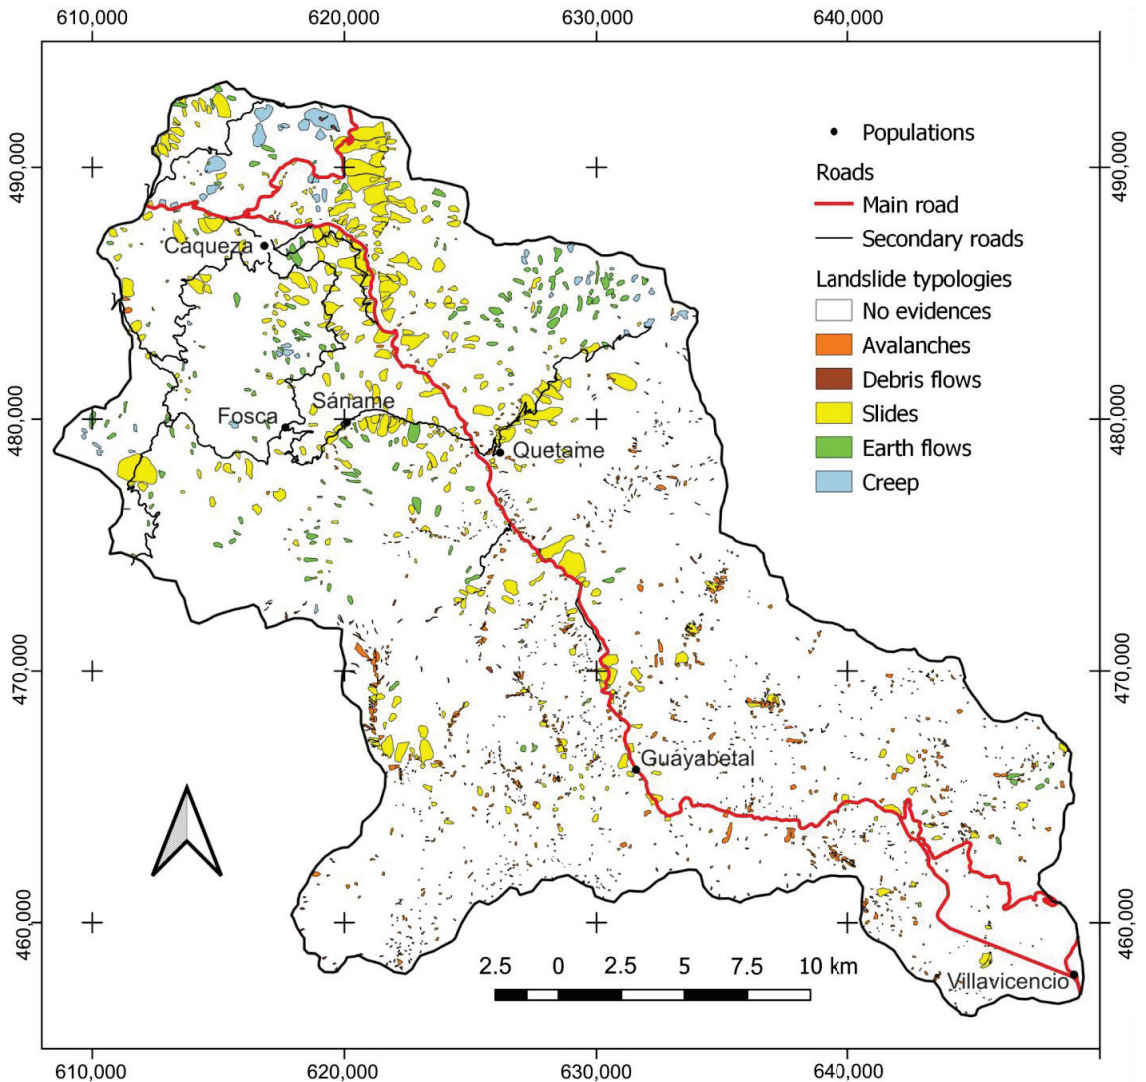 610,000 620,000 630,000 640,000
490,000 490,000
480,000 480,000
470,000 470,000
460,000 460,000
Populations
Roads
Main road
Secondary roads
Landslide typologies
No evidences
Avalanches
Debris flows
Slides
Earth flows
Creep
Cáqueza
Sáname
Fosca
Quetame
Guayabetal
Villavicencio
2.5 0 2.5 5 7.5 10 km
610,000 620,000 630,000 640,000